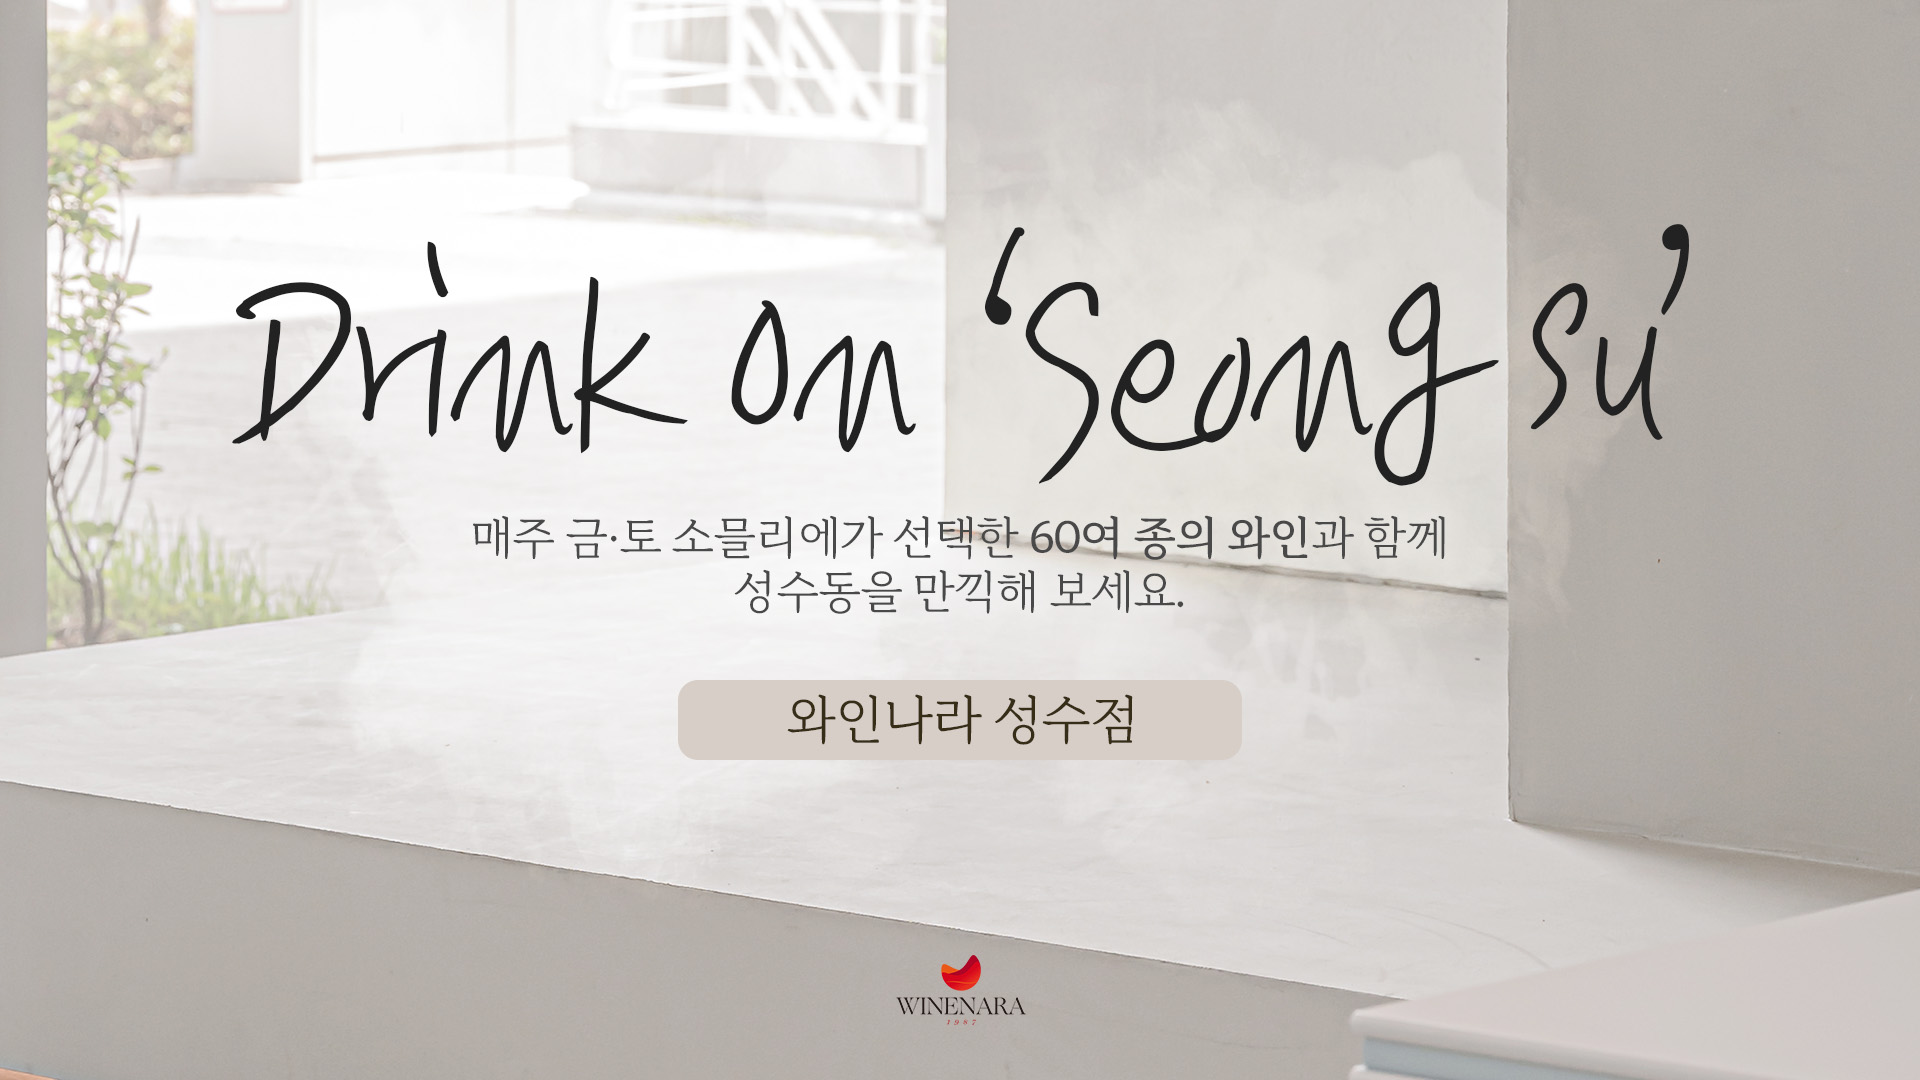 Drink on ‘Seong su’
매주 금·토 소믈리에가 선택한 60여 종의 와인과 함께
성수동을 만끽해 보세요.
와인나라 성수점
WINENARA
1987